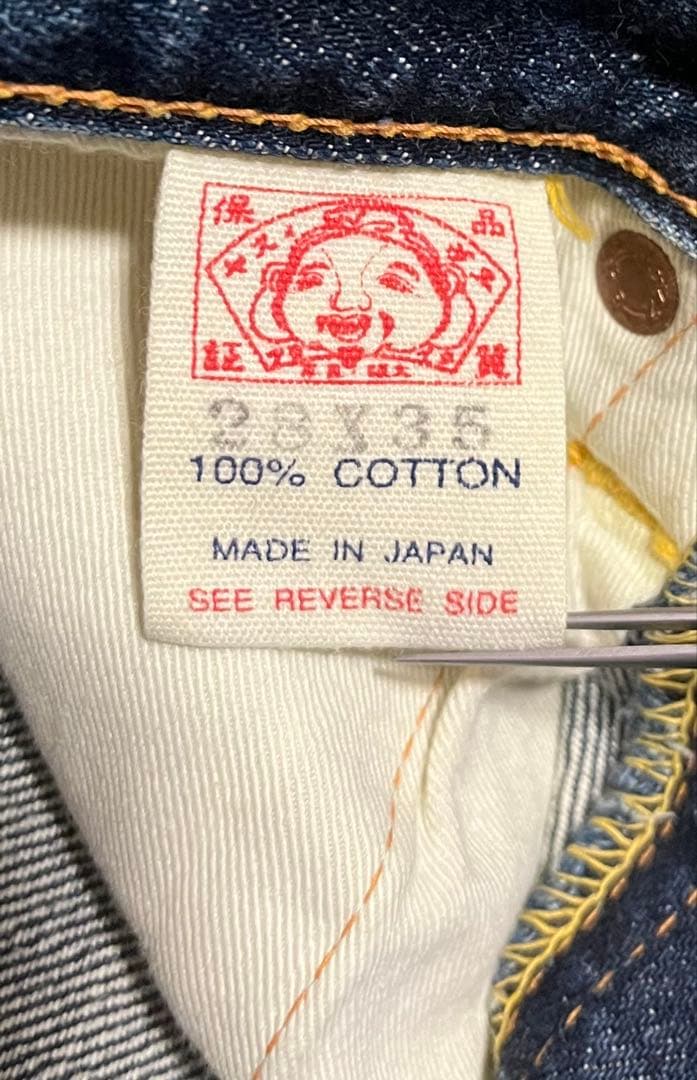 保 品
証 質
28X35
100% COTTON
MADE IN JAPAN
SEE REVERSE SIDE